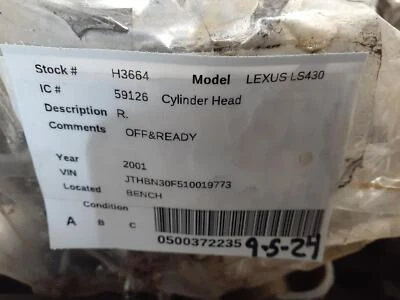 Stock # H3664 Model LEXUS LS430
IC # 59126 Cylinder Head
Description R.
Comments OFF&READY
Year 2001
VIN JTHBN30F510019773
Located BENCH
Condition
A B C
0500372235 9-5-24